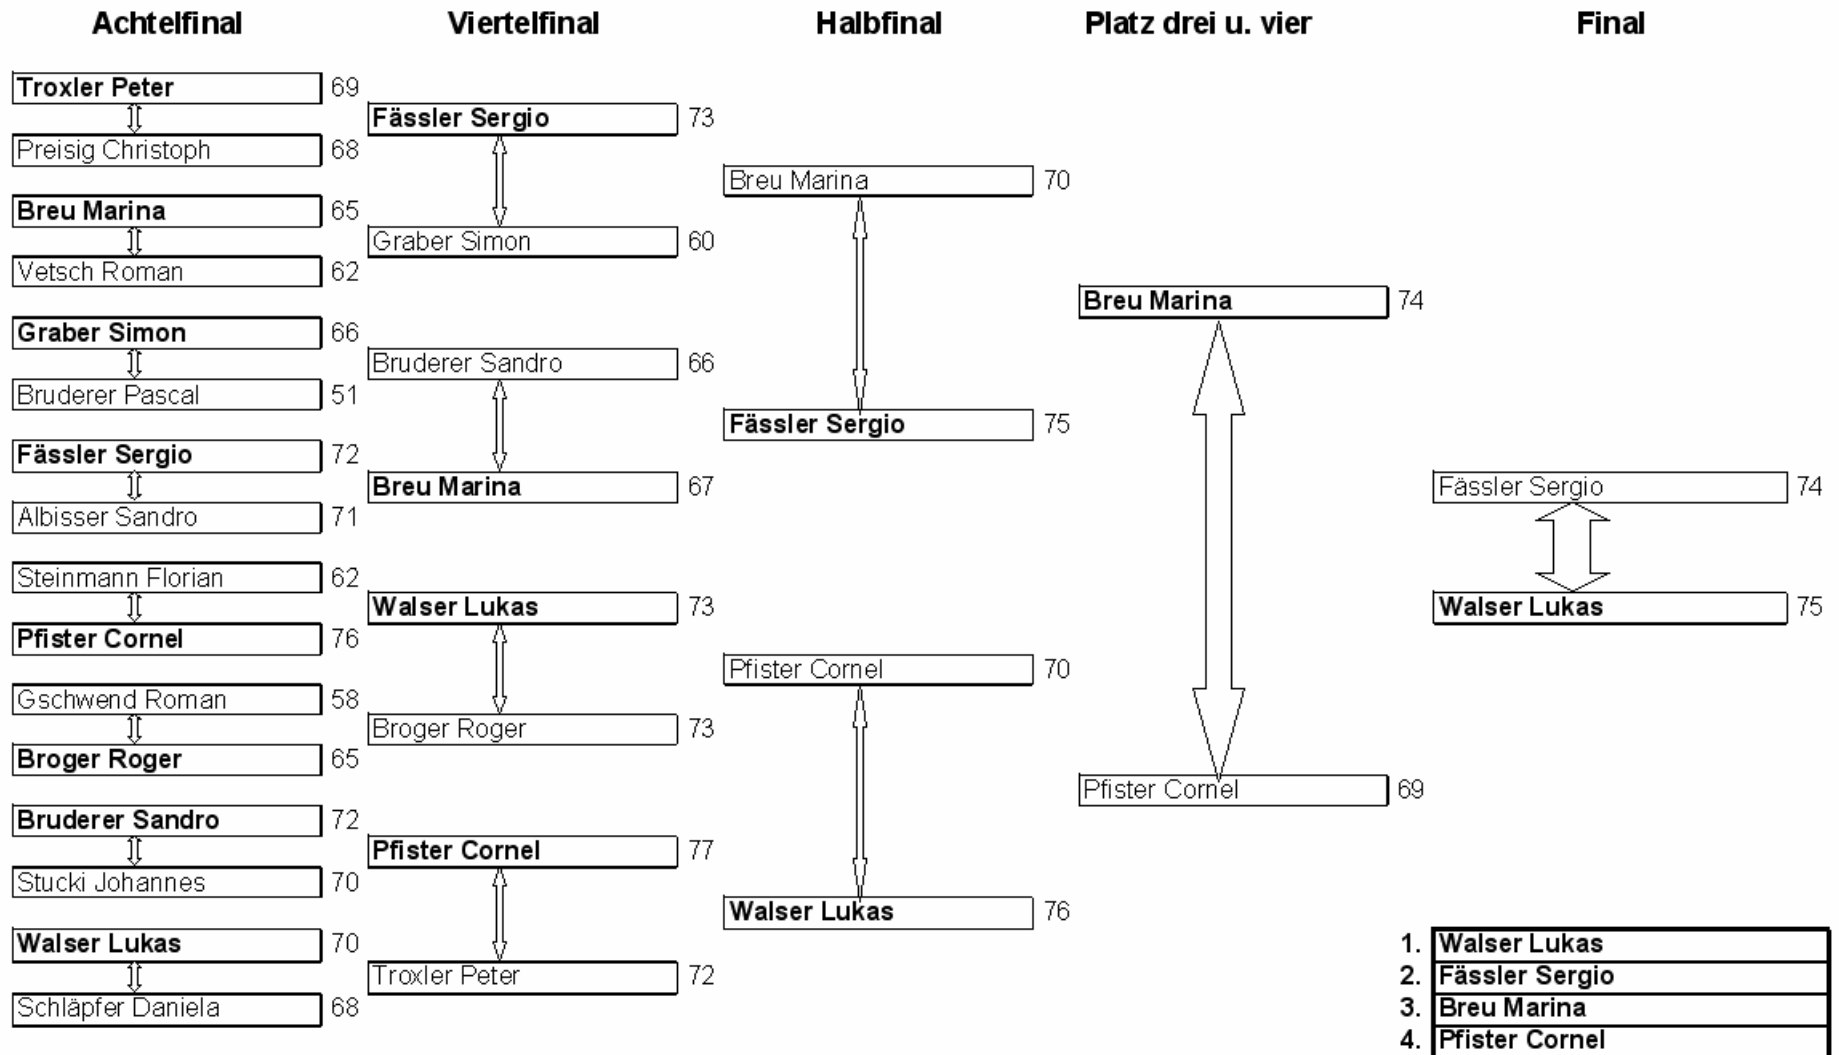 Achtelfinal Viertelfinal Halbfinal Platz drei u. vier Final
Troxler Peter 69
Preisig Christoph 68
Breu Marina 65
Vetsch Roman 62
Graber Simon 66
Bruderer Pascal 51
Fässler Sergio 72
Albisser Sandro 71
Steinmann Florian 62
Pfister Cornel 76
Gschwend Roman 58
Broger Roger 65
Bruderer Sandro 72
Stucki Johannes 70
Walser Lukas 70
Schläpfer Daniela 68
Fässler Sergio 73
Graber Simon 60
Bruderer Sandro 66
Breu Marina 67
Walser Lukas 73
Broger Roger 73
Pfister Cornel 77
Troxler Peter 72
Breu Marina 70
Fässler Sergio 75
Pfister Cornel 70
Walser Lukas 76
Breu Marina 74
Pfister Cornel 69
Fässler Sergio 74
Walser Lukas 75
1. Walser Lukas
2. Fässler Sergio
3. Breu Marina
4. Pfister Cornel